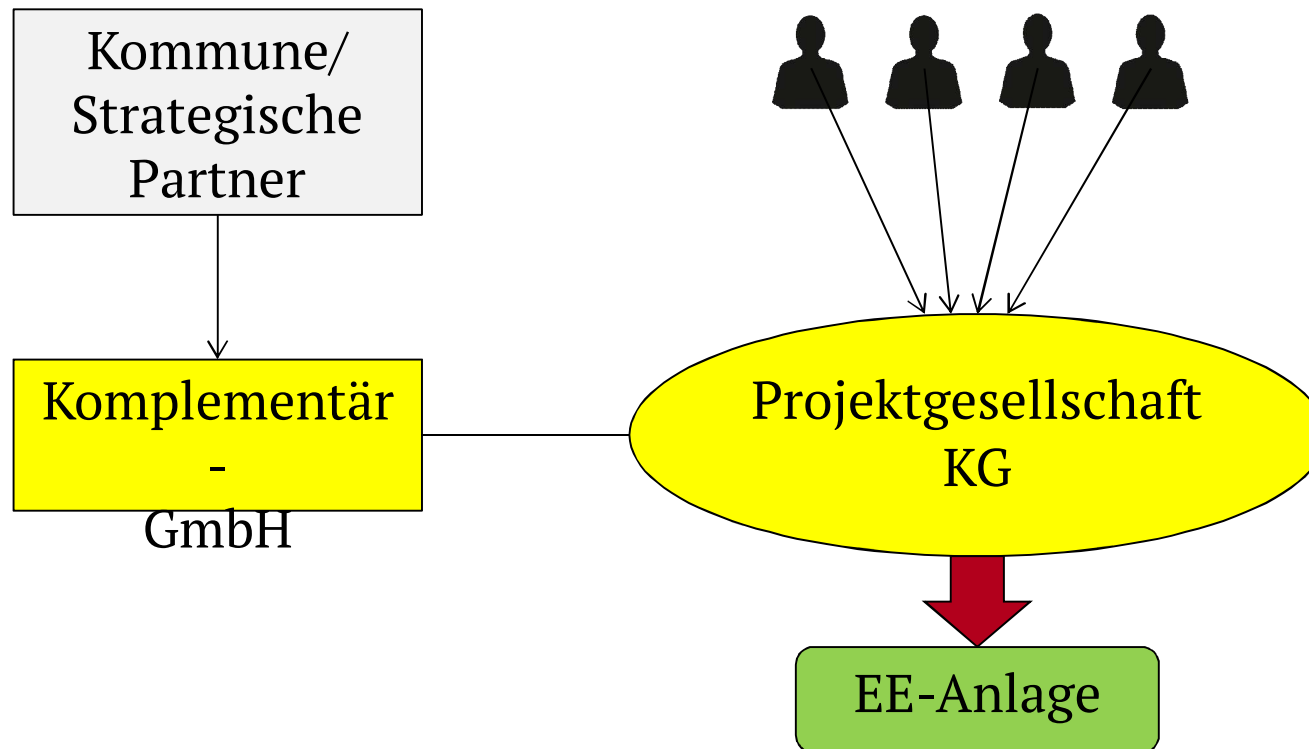 Kommune/
Strategische
Partner
Komplementär
-
GmbH
Projektgesellschaft
KG
EE-Anlage